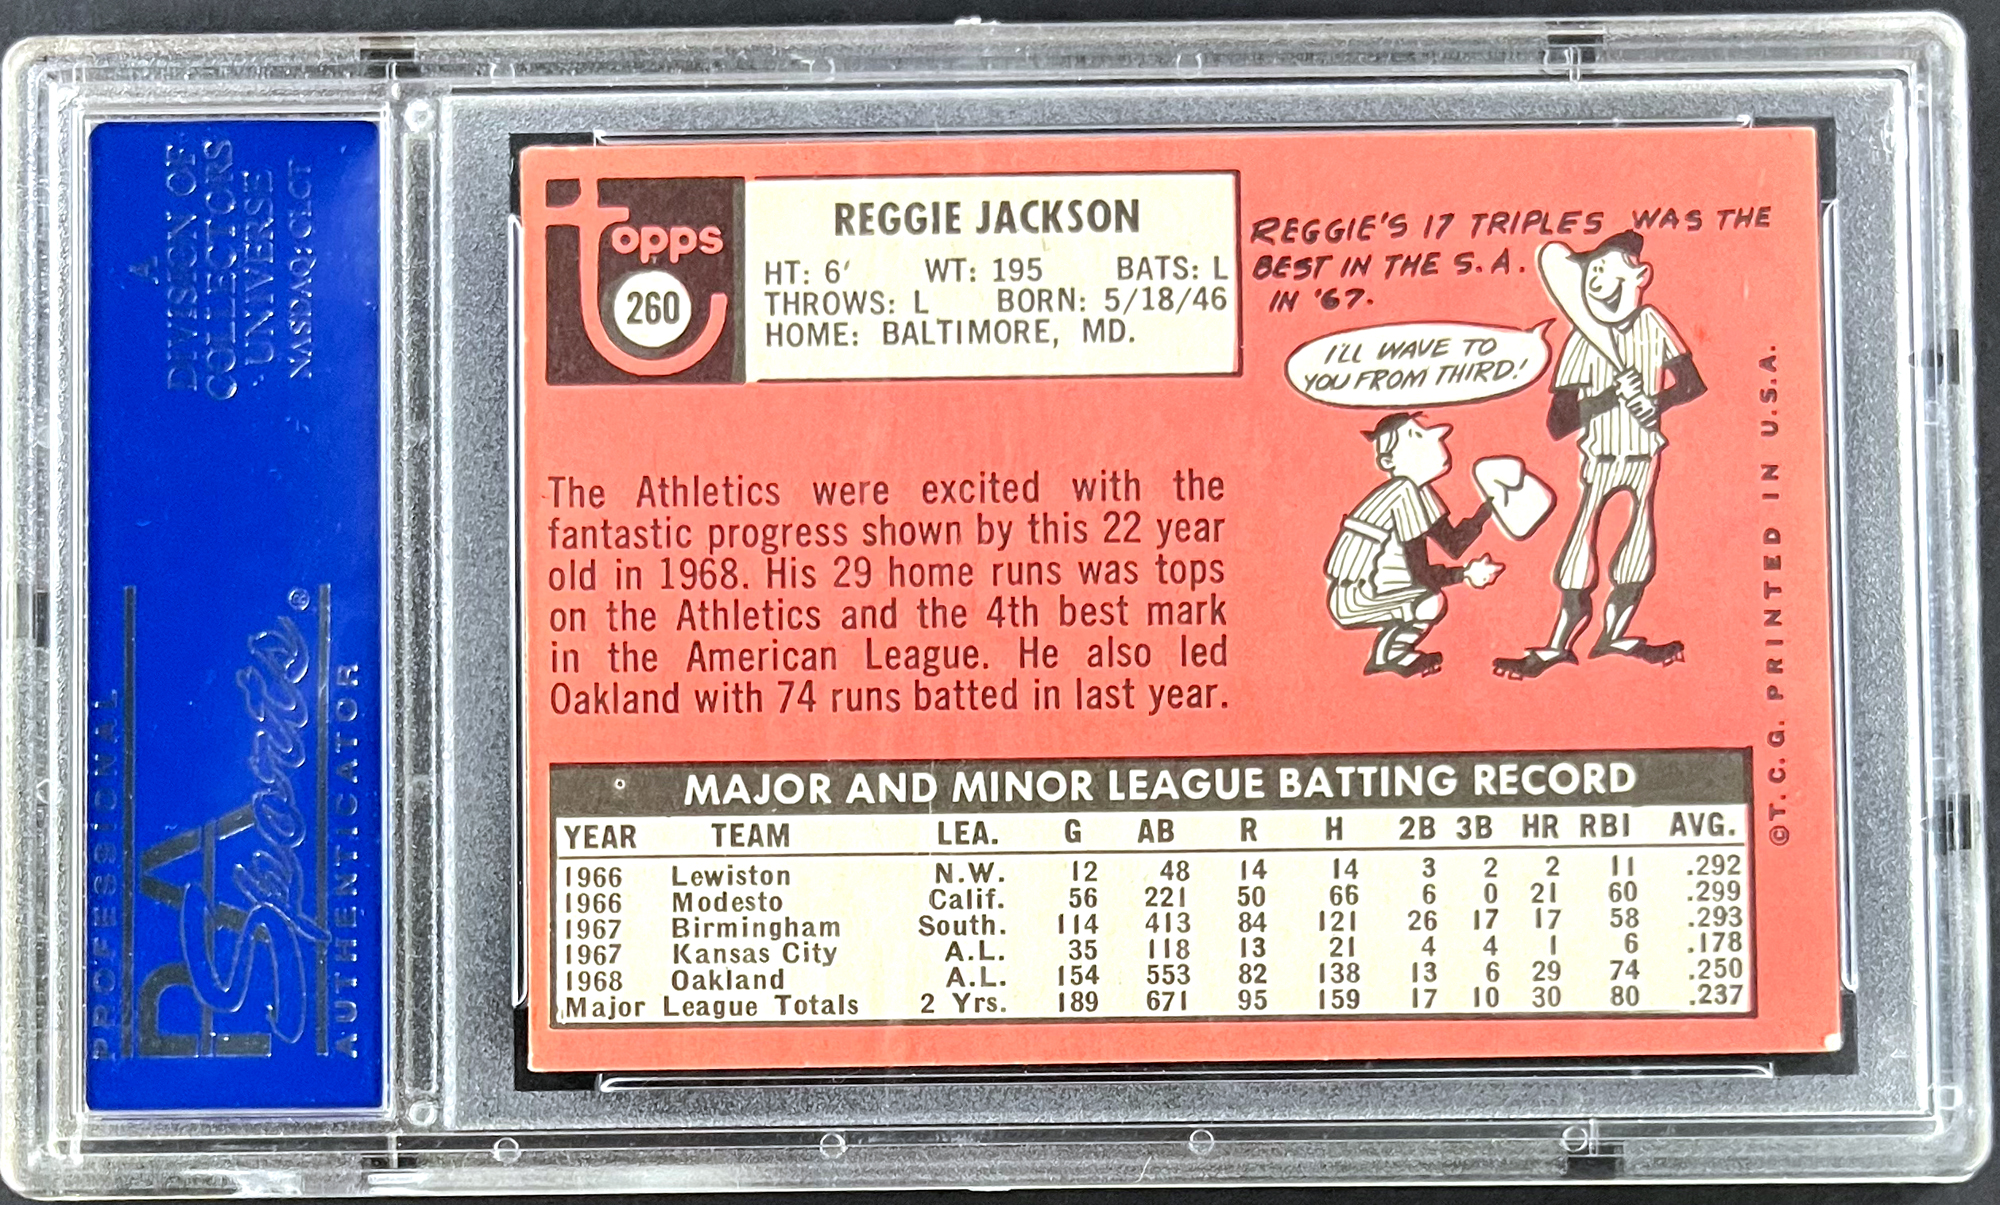 A
DIVISION OF
COLLECTORS
UNIVERSE
NASDAQ: CLCT
PROFESSIONAL
PSA
Sports®
AUTHENTICATOR
topps
260
REGGIE JACKSON
HT: 6' WT: 195 BATS: L
THROWS: L BORN: 5/18/46
HOME: BALTIMORE, MD.
REGGIE'S 17 TRIPLES WAS THE
BEST IN THE S.A.
IN '67.
I'LL WAVE TO
YOU FROM THIRD!
The Athletics were excited with the
fantastic progress shown by this 22 year
old in 1968. His 29 home runs was tops
on the Athletics and the 4th best mark
in the American League. He also led
Oakland with 74 runs batted in last year.
©T.C.G. PRINTED IN U.S.A.
MAJOR AND MINOR LEAGUE BATTING RECORD
YEAR TEAM LEA. G AB R H 2B 3B HR RBI AVG.
1966 Lewiston N.W. 12 48 14 14 3 2 2 11 .292
1966 Modesto Calif. 56 221 50 66 6 0 21 60 .299
1967 Birmingham South. 114 413 84 121 26 17 17 58 .293
1967 Kansas City A.L. 35 118 13 21 4 4 1 6 .178
1968 Oakland A.L. 154 553 82 138 13 6 29 74 .250
Major League Totals 2 Yrs. 189 671 95 159 17 10 30 80 .237